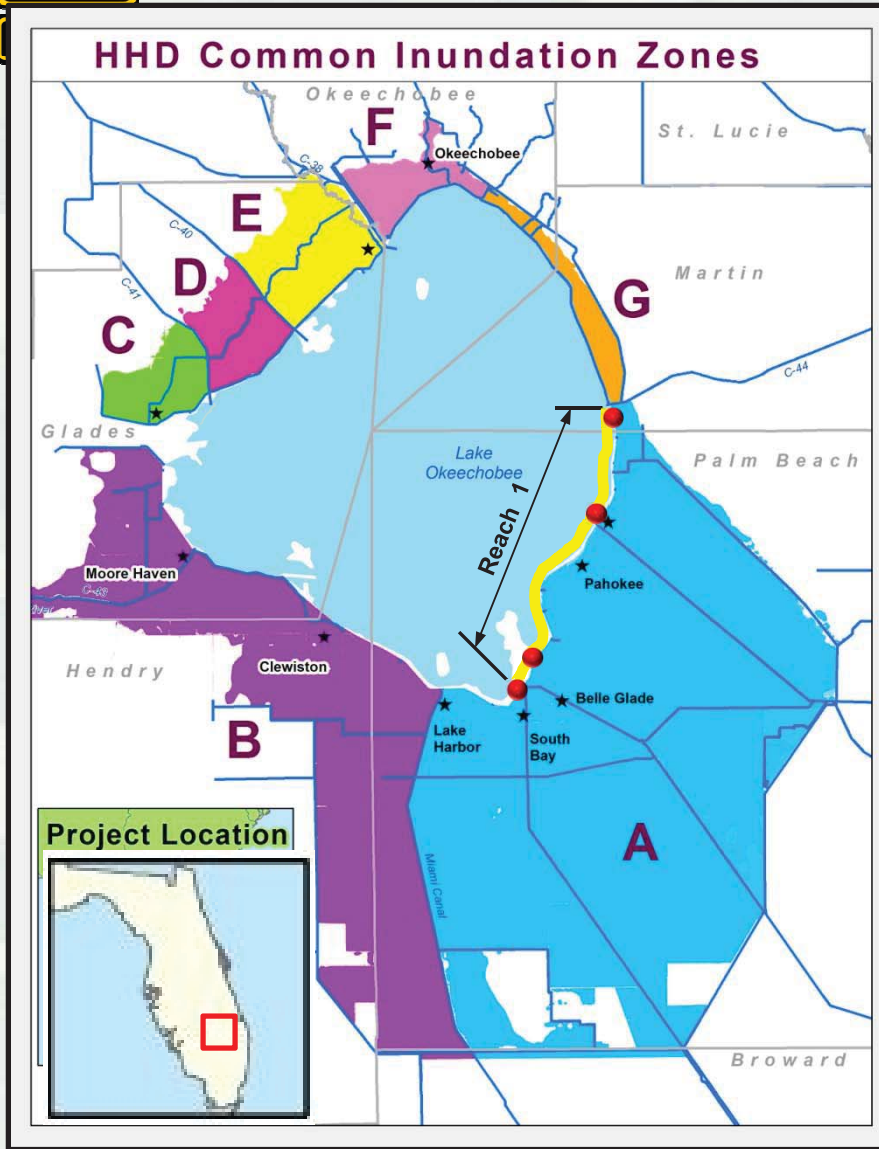 HHD Common Inundation Zones
Okeechobee
F
St. Lucie
Okeechobee
C-38
E
C-40
D
Martin
G
C-41
C
C-44
Glades
Lake
Okeechobee
Palm Beach
Reach 1
Moore Haven
Pahokee
Hendry
Clewiston
Belle Glade
B
Lake
Harbor
South
Bay
A
Project Location
Miami Canal
Broward